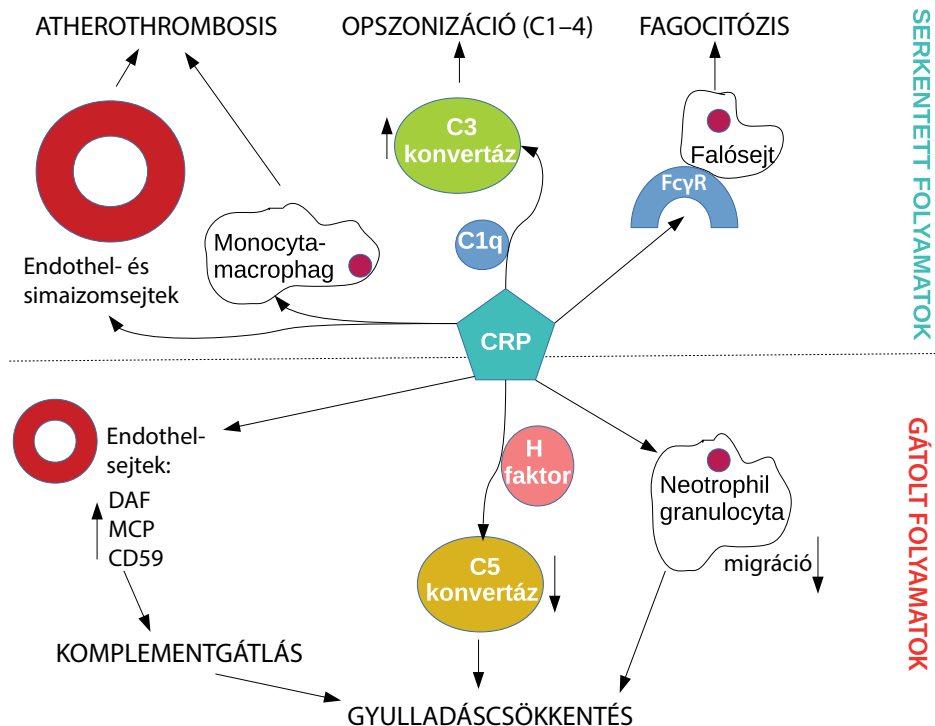 ATHEROTHROMBOSIS
OPSZONIZÁCIÓ (C1–4)
FAGOCITÓZIS
SERKENTETT FOLYAMATOK
C3
konvertáz
Falósejt
FcγR
Monocyta-
macrophag
C1q
Endothel- és
simaizomsejtek
CRP
GÁTOLT FOLYAMATOK
Endothel-
sejtek:
DAF
MCP
CD59
H
faktor
Neotrophil
granulocyta
migráció
C5
konvertáz
KOMPLEMENTGÁTLÁS
GYULLADÁSCSÖKKENTÉS